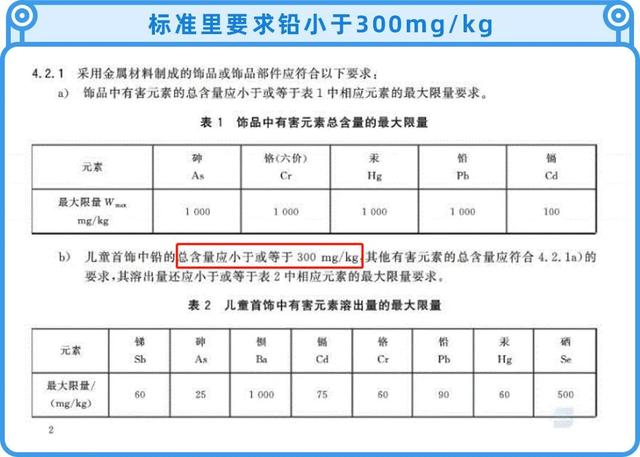 标准里要求铅小于300mg/kg
4.2.1 采用金属材料制成的饰品或饰品部件应符合以下要求:
a) 饰品中有害元素的总含量应小于或等于表1中相应元素的最大限量要求。
表 1 饰品中有害元素总含量的最大限量
元素 砷 As 铬(六价) Cr 汞 Hg 铅 Pb 镉 Cd
最大限量 Wmax mg/kg 1 000 1 000 1 000 1 000 100
b) 儿童首饰中铅的总含量应小于或等于 300 mg/kg,其他有害元素的总含量应符合 4.2.1a)的
要求,其溶出量还应小于或等于表 2 中相应元素的最大限量要求。
表 2 儿童首饰中有害元素溶出量的最大限量
元素 锑 Sb 砷 As 钡 Ba 镉 Cd 铬 Cr 铅 Pb 汞 Hg 硒 Se
最大限量/ (mg/kg) 60 25 1 000 75 60 90 60 500
2